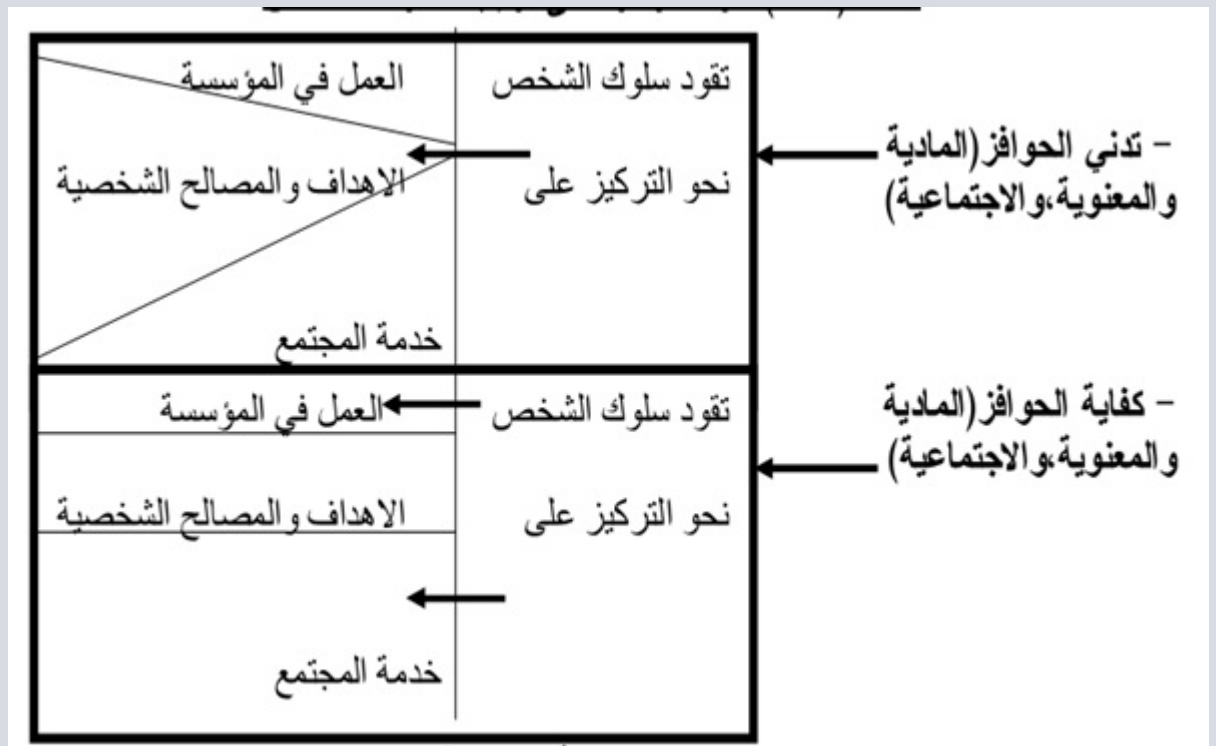 - تدني الحوافز(المادية
والمعنوية،والاجتماعية)
تقود سلوك الشخص
نحو التركيز على
العمل في المؤسسة
الاهداف والمصالح الشخصية
خدمة المجتمع
- كفاية الحوافز(المادية
والمعنوية،والاجتماعية)
تقود سلوك الشخص
نحو التركيز على
العمل في المؤسسة
الاهداف والمصالح الشخصية
خدمة المجتمع